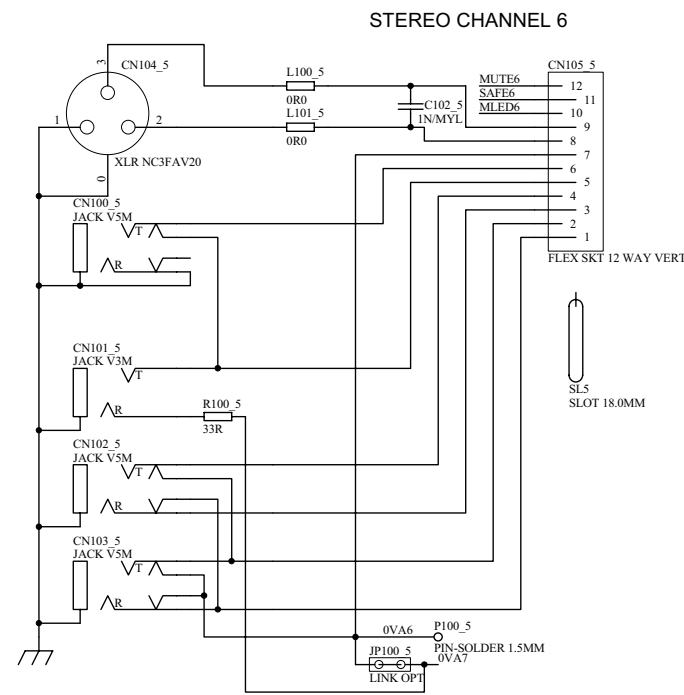 STEREO CHANNEL 6
CN104_5
3
1
2
0
XLR NC3FAV20
L100_5
0R0
L101_5
0R0
C102_5
1N/MYL
CN105_5
MUTE6
SAFE6
MLED6
12
11
10
9
8
7
6
5
4
3
2
1
FLEX SKT 12 WAY VERT
CN100_5
JACK V5M
T
R
SL5
SLOT 18.0MM
CN101_5
JACK V3M
T
R
R100_5
33R
CN102_5
JACK V5M
T
R
CN103_5
JACK V5M
T
R
0VA6
P100_5
PIN-SOLDER 1.5MM
JP100_5
0VA7
LINK OPT